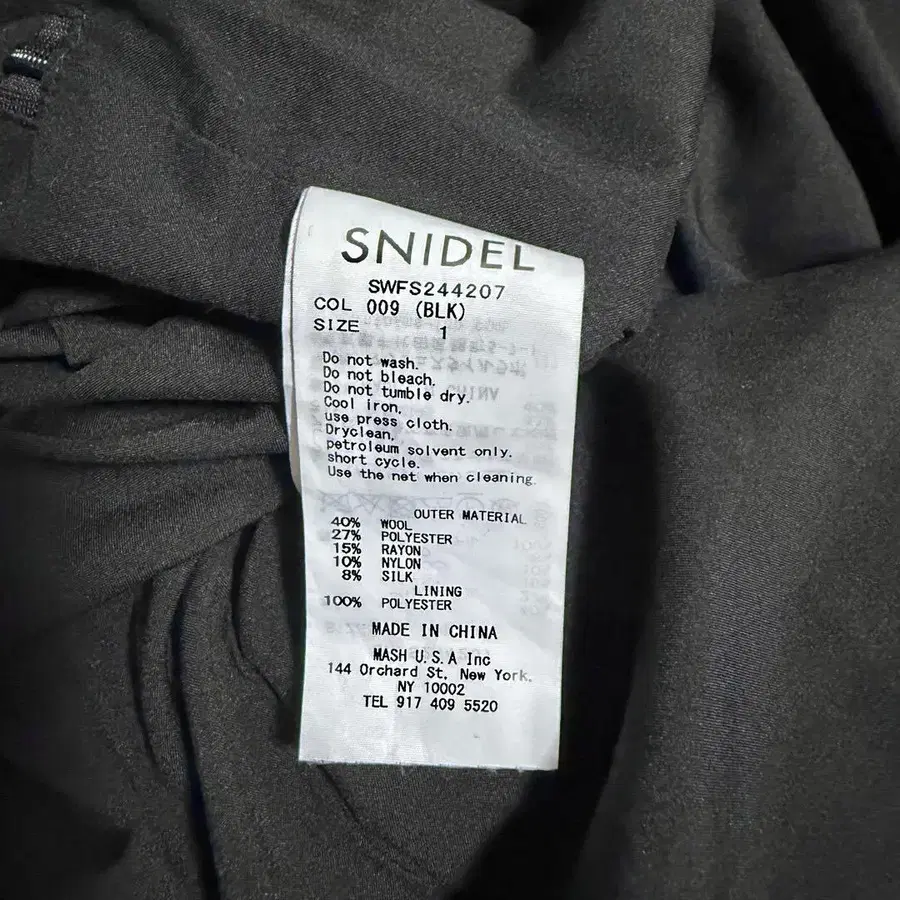 SNIDEL
SWFS244207
COL 009 (BLK)
SIZE 1
Do not wash.
Do not bleach.
Do not tumble dry.
Cool iron,
use press cloth.
Dryclean,
petroleum solvent only.
short cycle.
Use the net when cleaning.
OUTER MATERIAL
40% WOOL
27% POLYESTER
15% RAYON
10% NYLON
8% SILK
LINING
100% POLYESTER
MADE IN CHINA
MASH U.S.A Inc
144 Orchard St, New York.
NY 10002
TEL 917 409 5520